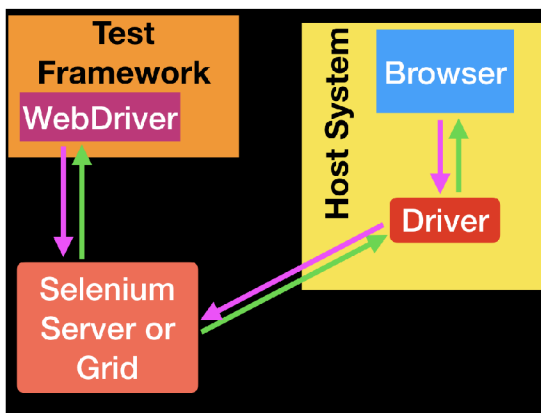 Test
Framework
WebDriver
Host System
Browser
Driver
Selenium
Server or
Grid